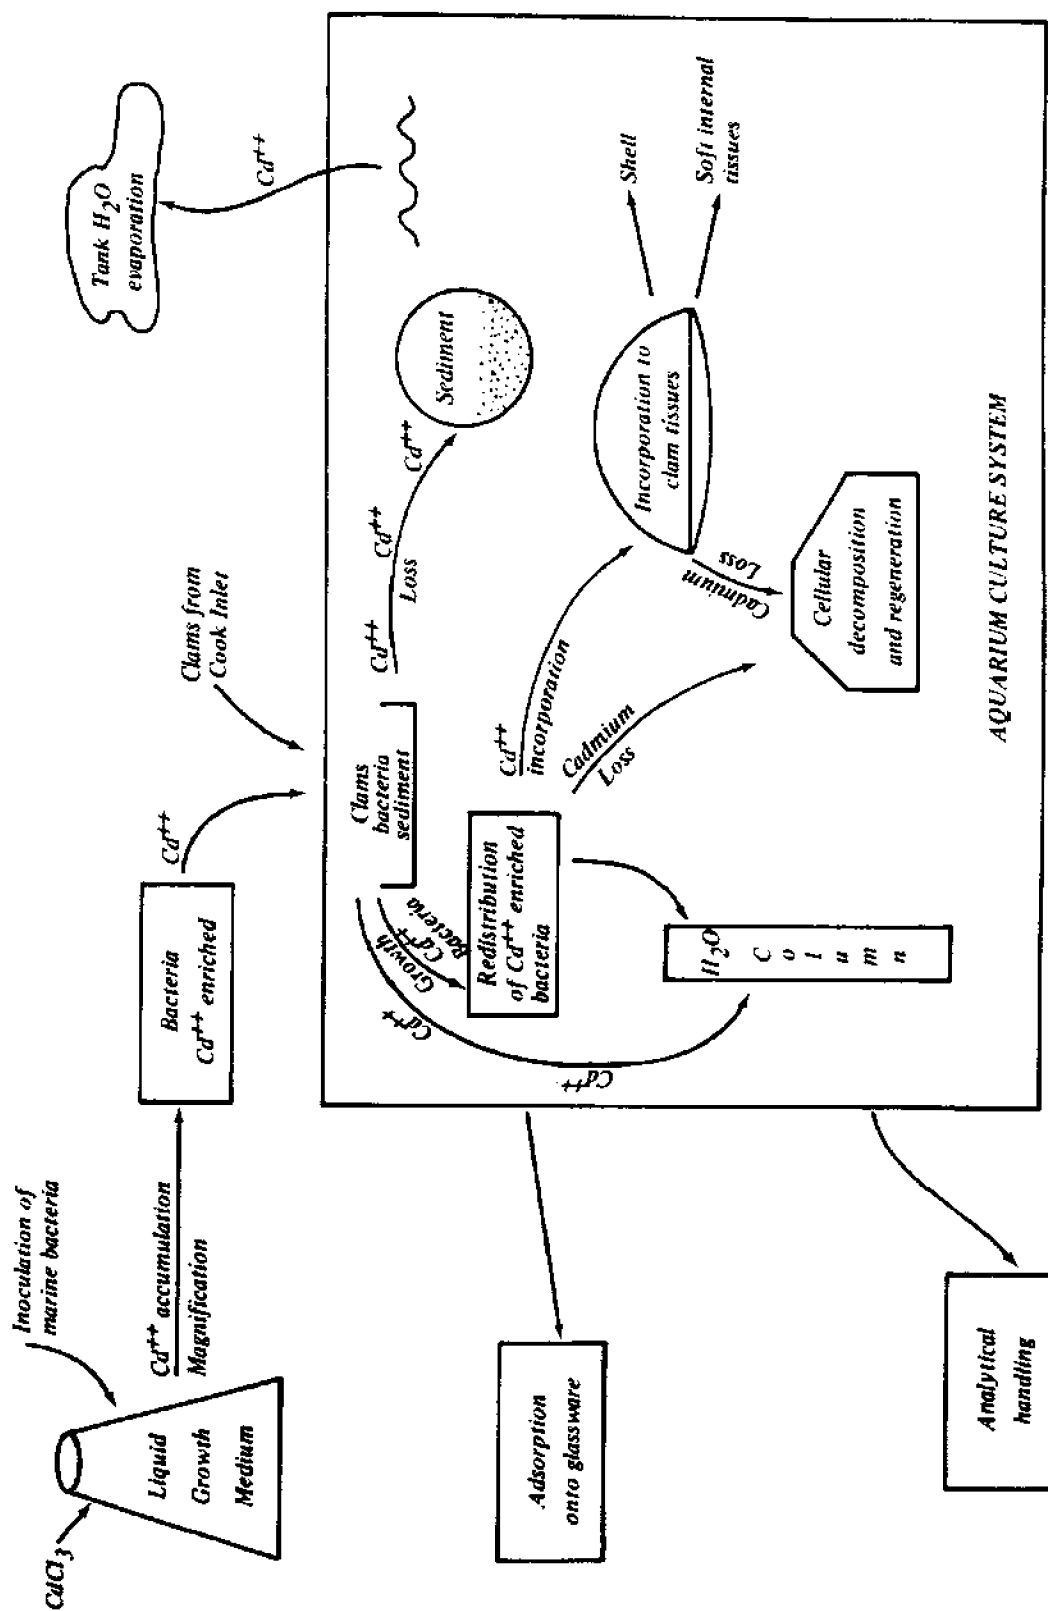 CdCl3
Inoculation of
marine bacteria
Liquid
Growth
Medium
Cd++ accumulation
Magnification
Bacteria
Cd++ enriched
Cd++
Clams from
Cook Inlet
Tank H2O
evaporation
Cd++
Clams
bacteria
sediment
Cd++
Cd++
Cd++
Loss
Sediment
Growth
Cd++
Bacteria
Cd++
Cd++
Redistribution
of Cd++ enriched
bacteria
Cd++
incorporation
Cadmium
Loss
Incorporation to
clam tissues
Shell
Soft internal
tissues
Cadmium
Loss
Cellular
decomposition
and regeneration
H2O
C
o
l
u
m
n
AQUARIUM CULTURE SYSTEM
Adsorption
onto glassware
Analytical
handling